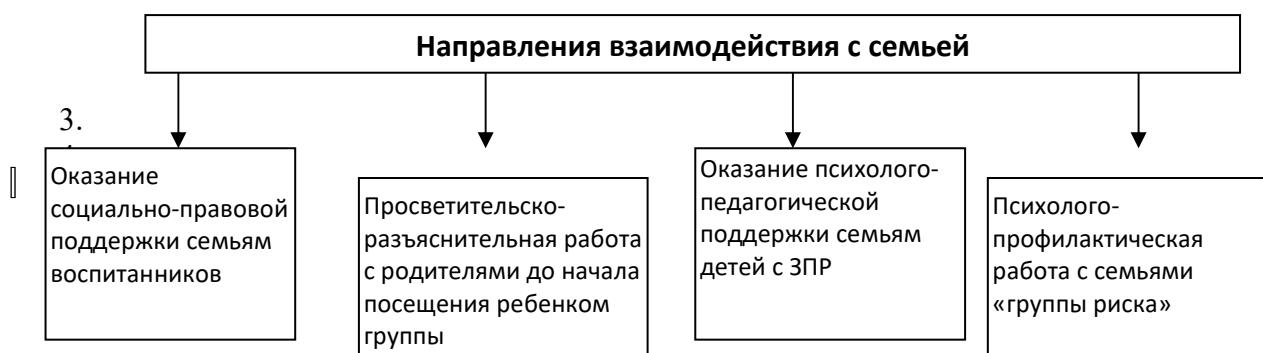 Направления взаимодействия с семьей
3.
Оказание
социально-правовой
поддержки семьям
воспитанников
Просветительско-
разъяснительная работа
с родителями до начала
посещения ребенком
группы
Оказание психолого-
педагогической
поддержки семьям
детей с ЗПР
Психолого-
профилактическая
работа с семьями
«группы риска»